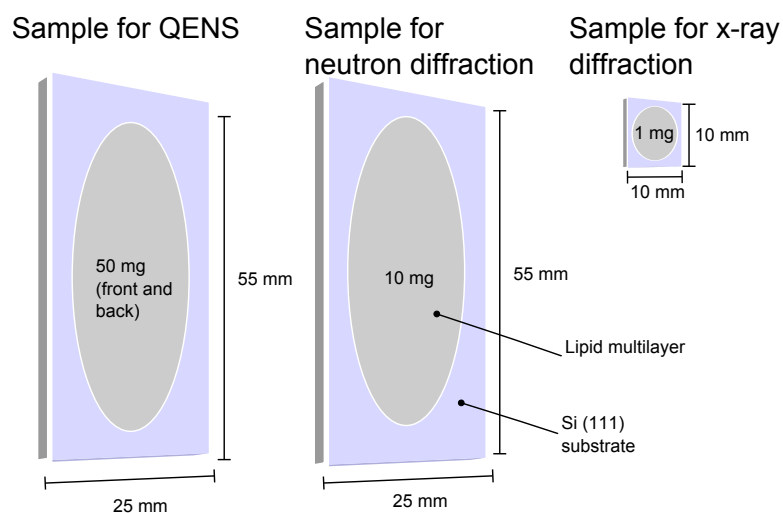 Sample for QENS
Sample for
neutron diffraction
Sample for x-ray
diffraction
50 mg
(front and
back)
55 mm
25 mm
10 mg
55 mm
25 mm
Lipid multilayer
Si (111)
substrate
1 mg
10 mm
10 mm